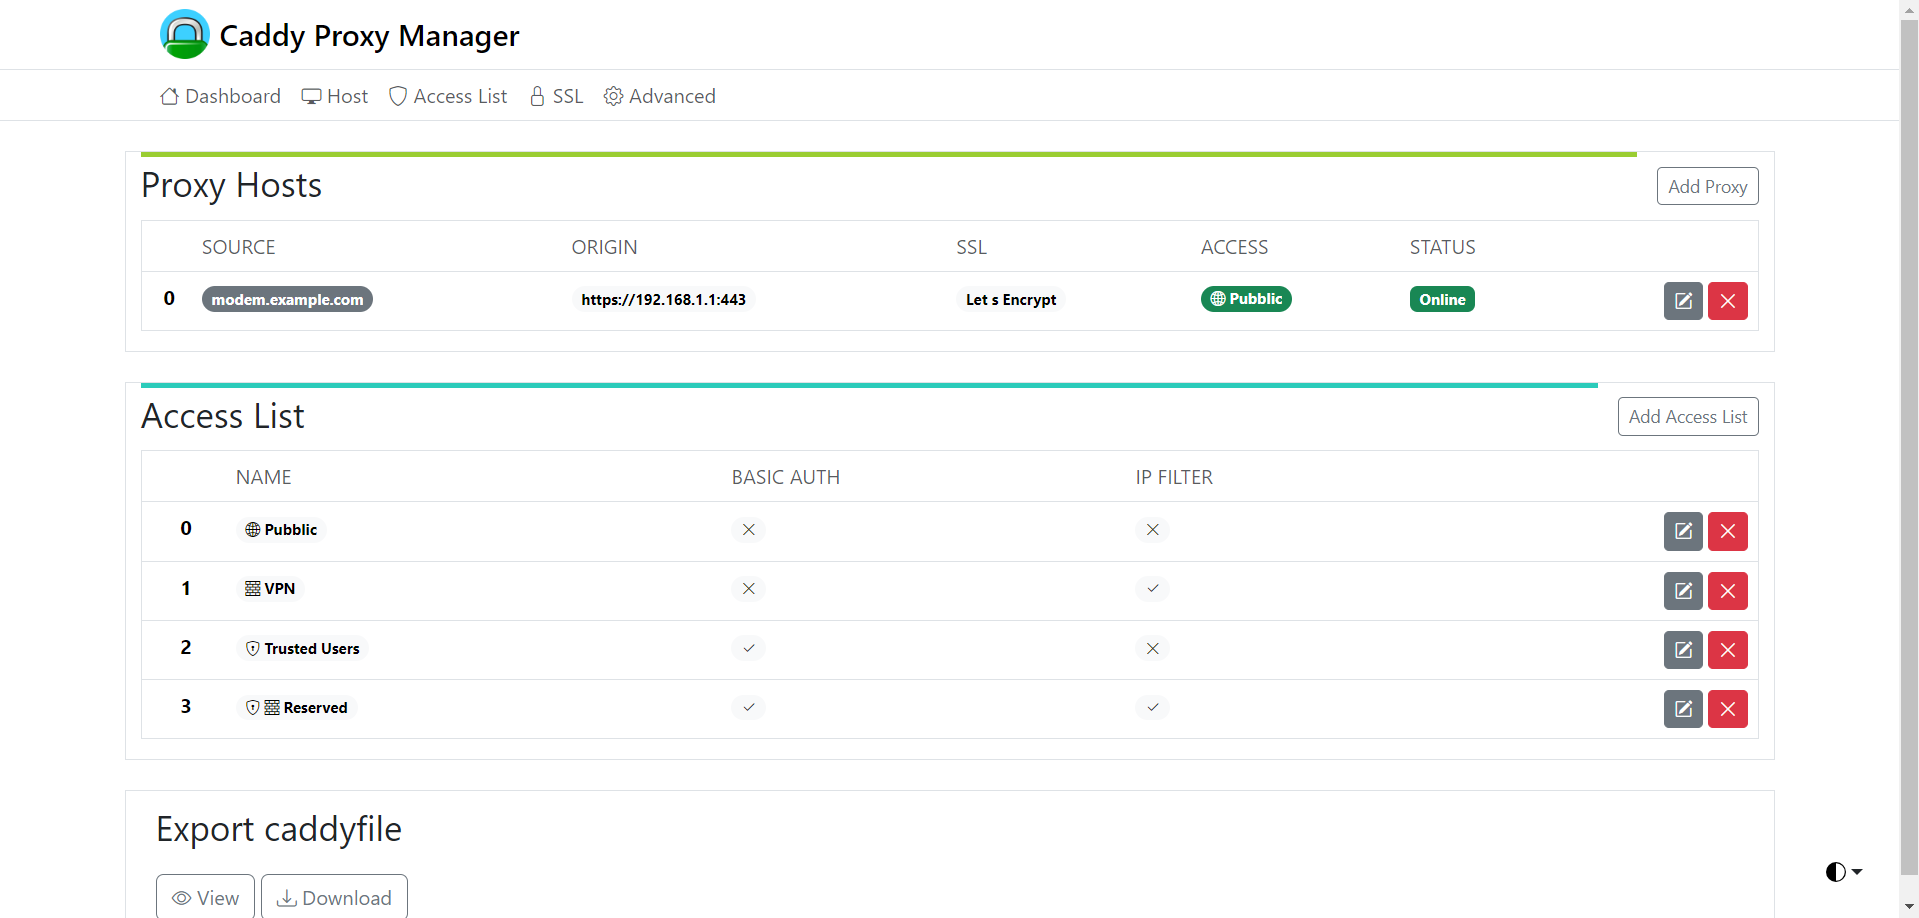 Caddy Proxy Manager
Dashboard Host Access List SSL Advanced
Proxy Hosts Add Proxy
SOURCE ORIGIN SSL ACCESS STATUS
0 modem.example.com https://192.168.1.1:443 Let s Encrypt Pubblic Online
Access List Add Access List
NAME BASIC AUTH IP FILTER
0 Pubblic
1 VPN
2 Trusted Users
3 Reserved
Export caddyfile
View Download